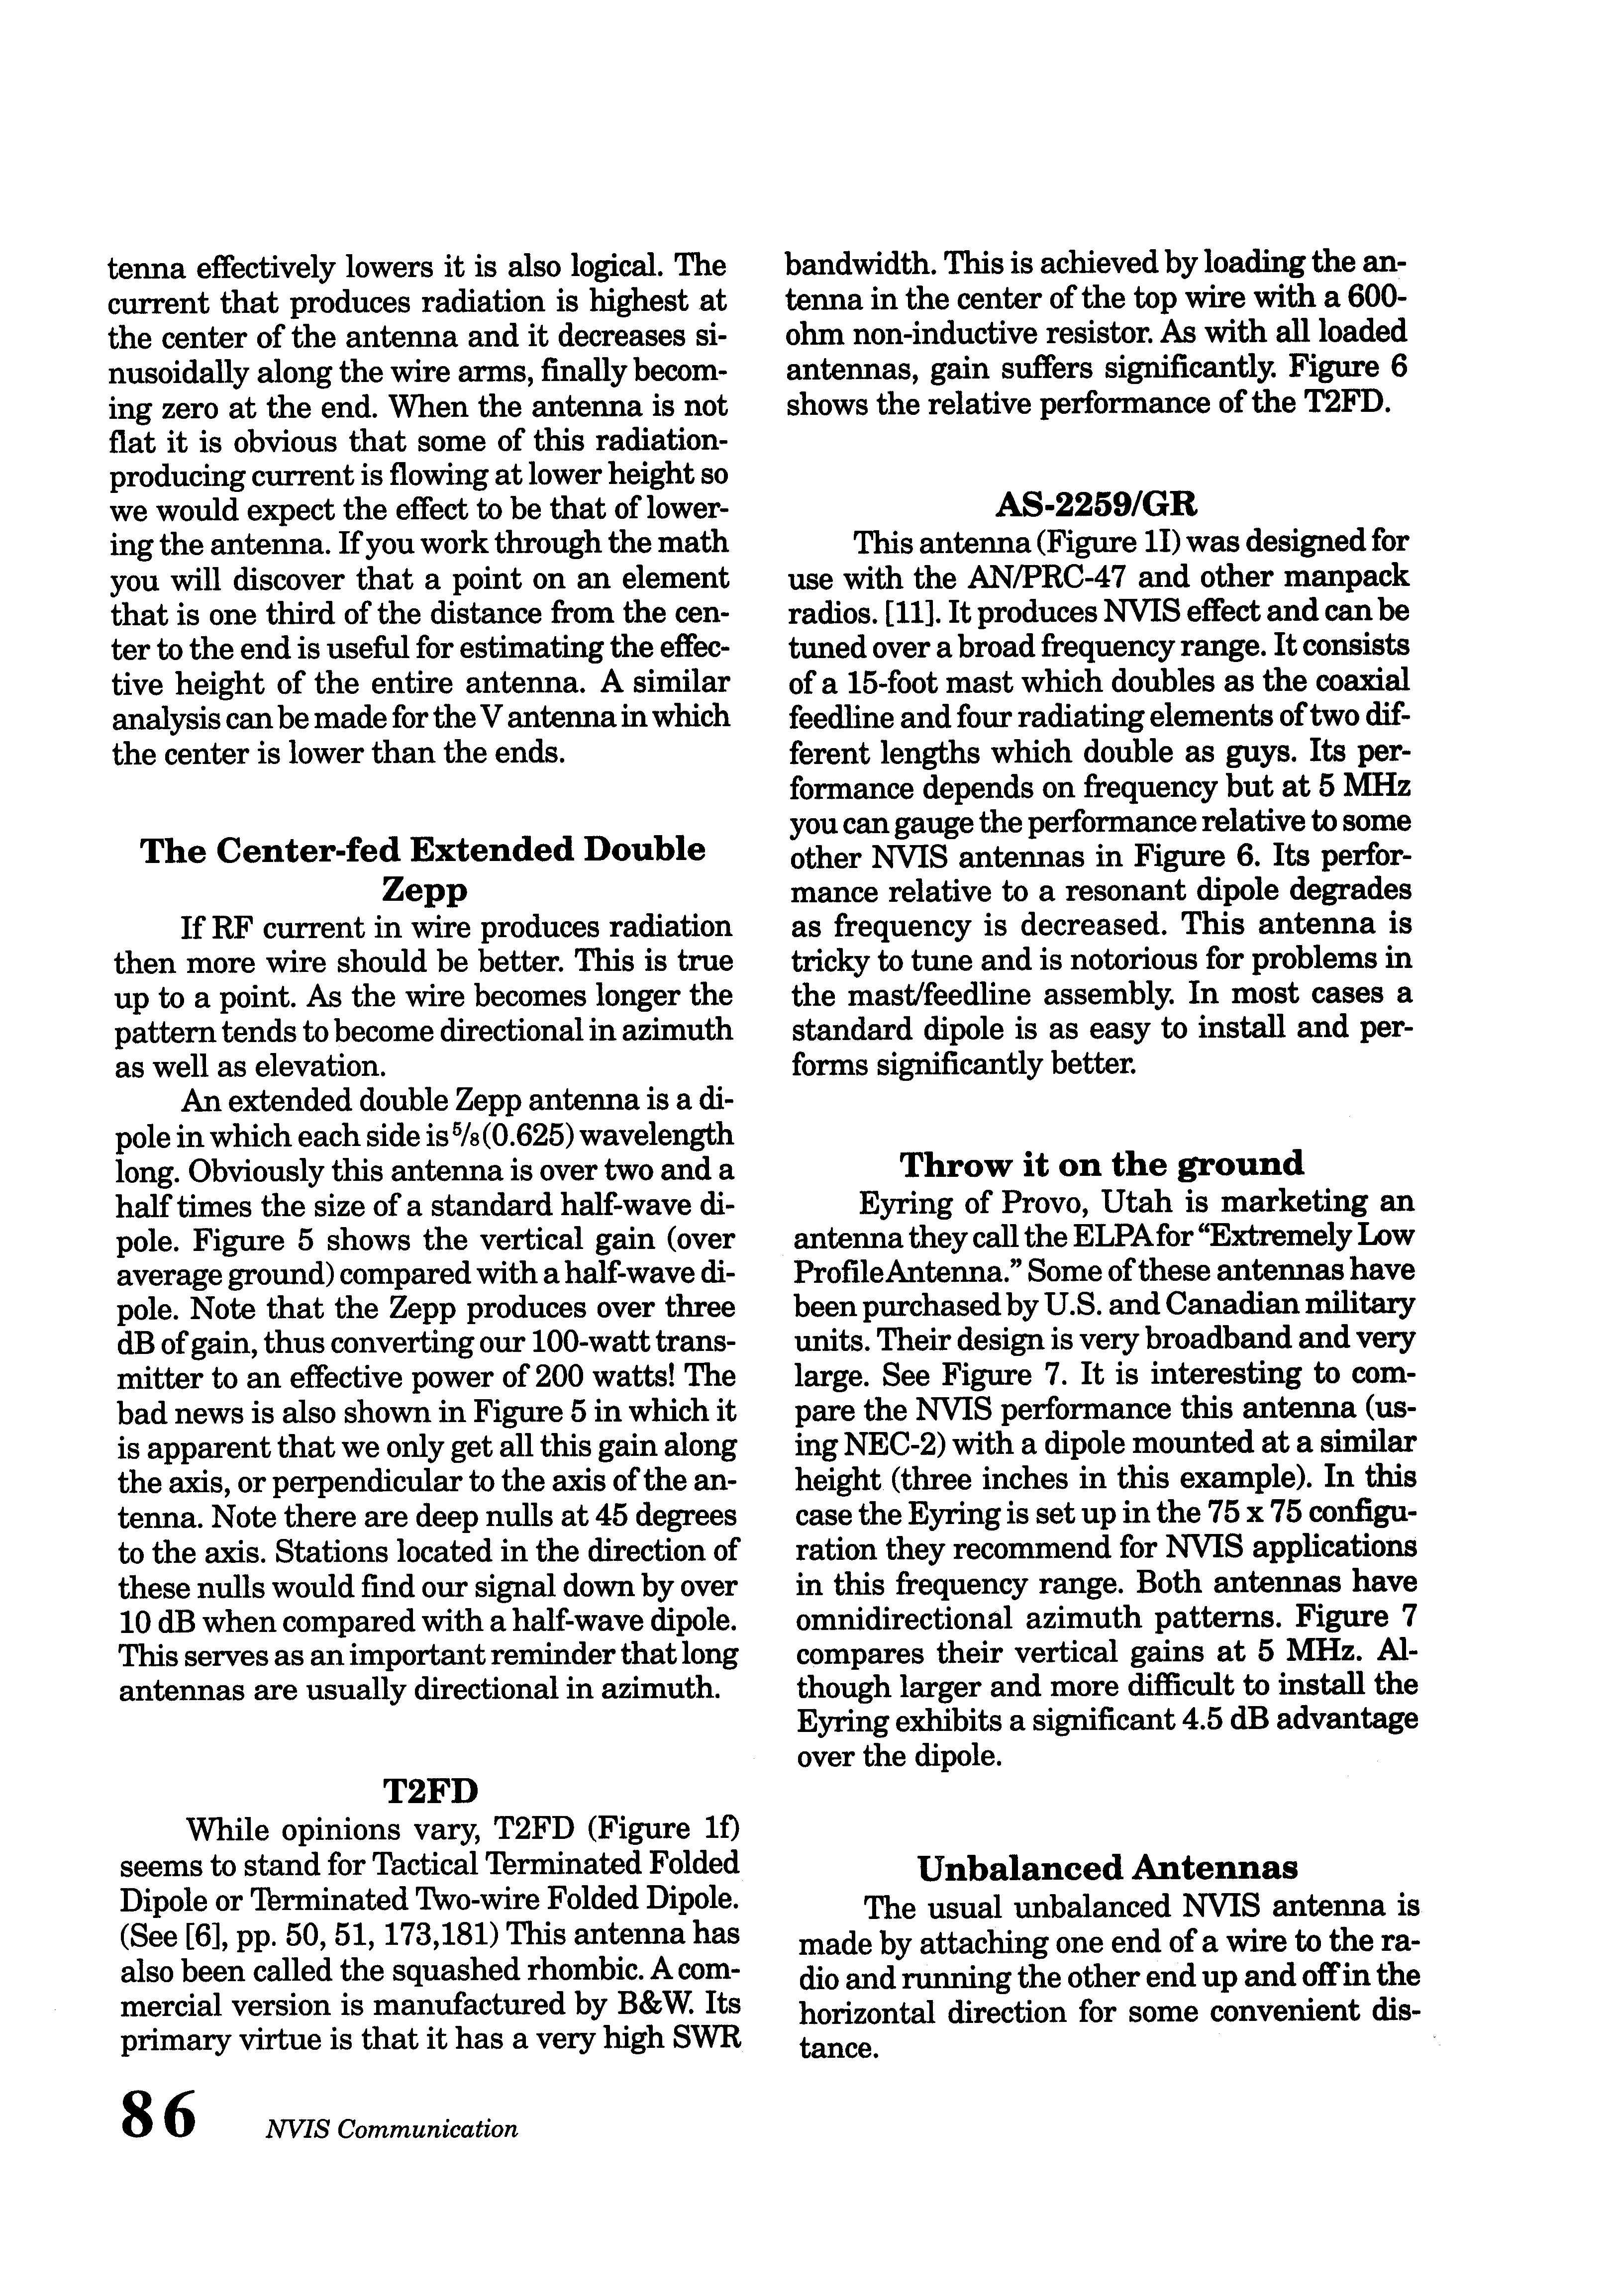 tenna effectively lowers it is also logical. The
current that produces radiation is highest at
the center of the antenna and it decreases si-
nusoidally along the wire arms, finally becom-
ing zero at the end. When the antenna is not
flat it is obvious that some of this radiation-
producing current is flowing at lower height so
we would expect the effect to be that of lower-
ing the antenna. If you work through the math
you will discover that a point on an element
that is one third of the distance from the cen-
ter to the end is useful for estimating the effec-
tive height of the entire antenna. A similar
analysis can be made for the V antenna in which
the center is lower than the ends.
The Center-fed Extended Double
Zepp
If RF current in wire produces radiation
then more wire should be better. This is true
up to a point. As the wire becomes longer the
pattern tends to become directional in azimuth
as well as elevation.
An extended double Zepp antenna is a di-
pole in which each side is ⅝ (0.625) wavelength
long. Obviously this antenna is over two and a
half times the size of a standard half-wave di-
pole. Figure 5 shows the vertical gain (over
average ground) compared with a half-wave di-
pole. Note that the Zepp produces over three
dB of gain, thus converting our 100-watt trans-
mitter to an effective power of 200 watts! The
bad news is also shown in Figure 5 in which it
is apparent that we only get all this gain along
the axis, or perpendicular to the axis of the an-
tenna. Note there are deep nulls at 45 degrees
to the axis. Stations located in the direction of
these nulls would find our signal down by over
10 dB when compared with a half-wave dipole.
This serves as an important reminder that long
antennas are usually directional in azimuth.
T2FD
While opinions vary, T2FD (Figure 1f)
seems to stand for Tactical Terminated Folded
Dipole or Terminated Two-wire Folded Dipole.
(See [6], pp. 50, 51, 173,181) This antenna has
also been called the squashed rhombic. A com-
mercial version is manufactured by B&W. Its
primary virtue is that it has a very high SWR
bandwidth. This is achieved by loading the an-
tenna in the center of the top wire with a 600-
ohm non-inductive resistor. As with all loaded
antennas, gain suffers significantly. Figure 6
shows the relative performance of the T2FD.
AS-2259/GR
This antenna (Figure 1I) was designed for
use with the AN/PRC-47 and other manpack
radios. [11]. It produces NVIS effect and can be
tuned over a broad frequency range. It consists
of a 15-foot mast which doubles as the coaxial
feedline and four radiating elements of two dif-
ferent lengths which double as guys. Its per-
formance depends on frequency but at 5 MHz
you can gauge the performance relative to some
other NVIS antennas in Figure 6. Its perfor-
mance relative to a resonant dipole degrades
as frequency is decreased. This antenna is
tricky to tune and is notorious for problems in
the mast/feedline assembly. In most cases a
standard dipole is as easy to install and per-
forms significantly better.
Throw it on the ground
Eyring of Provo, Utah is marketing an
antenna they call the ELPA for “Extremely Low
Profile Antenna.” Some of these antennas have
been purchased by U.S. and Canadian military
units. Their design is very broadband and very
large. See Figure 7. It is interesting to com-
pare the NVIS performance this antenna (us-
ing NEC-2) with a dipole mounted at a similar
height (three inches in this example). In this
case the Eyring is set up in the 75 x 75 configu-
ration they recommend for NVIS applications
in this frequency range. Both antennas have
omnidirectional azimuth patterns. Figure 7
compares their vertical gains at 5 MHz. Al-
though larger and more difficult to install the
Eyring exhibits a significant 4.5 dB advantage
over the dipole.
Unbalanced Antennas
The usual unbalanced NVIS antenna is
made by attaching one end of a wire to the ra-
dio and running the other end up and off in the
horizontal direction for some convenient dis-
tance.
86 NVIS Communication